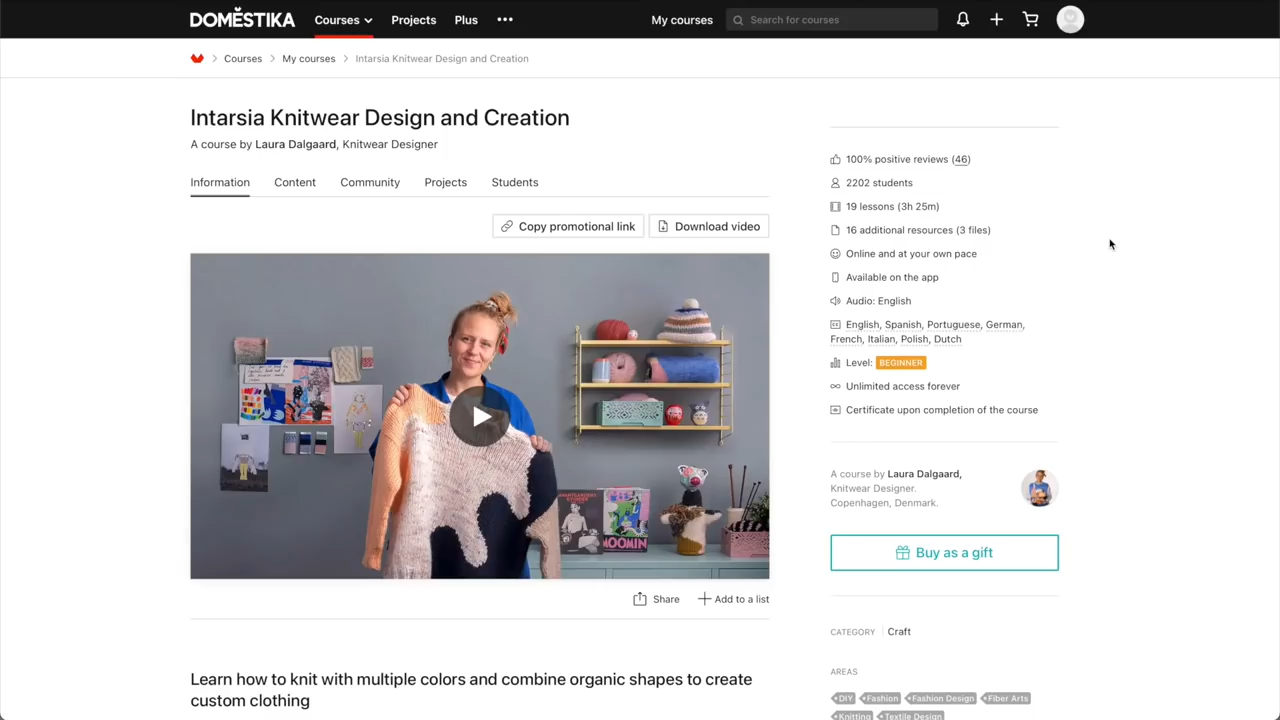 DOMESTIKA Courses Projects Plus ••• My courses Search for courses
Courses My courses Intarsia Knitwear Design and Creation
Intarsia Knitwear Design and Creation
A course by Laura Dalgaard, Knitwear Designer
Information Content Community Projects Students
Copy promotional link Download video
MOOMIN
Share Add to a list
Learn how to knit with multiple colors and combine organic shapes to create
custom clothing
100% positive reviews (46)
2202 students
19 lessons (3h 25m)
16 additional resources (3 files)
Online and at your own pace
Available on the app
Audio: English
English, Spanish, Portuguese, German,
French, Italian, Polish, Dutch
Level: BEGINNER
Unlimited access forever
Certificate upon completion of the course
A course by Laura Dalgaard,
Knitwear Designer.
Copenhagen, Denmark.
Buy as a gift
CATEGORY Craft
AREAS
DIY Fashion Fashion Design Fiber Arts
Knitting Textile Design